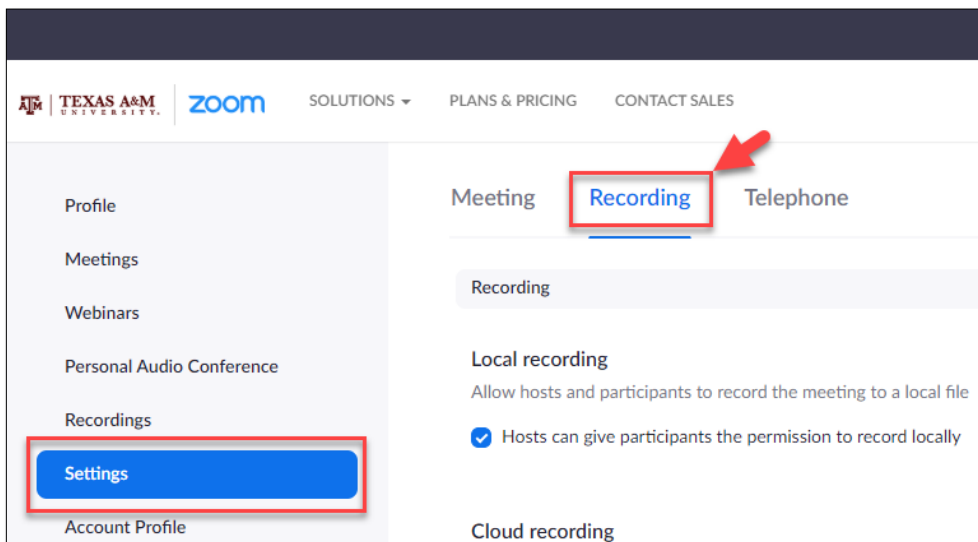 ĀM | TEXAS A&M UNIVERSITY. zoom SOLUTIONS PLANS & PRICING CONTACT SALES
Profile
Meetings
Webinars
Personal Audio Conference
Recordings
Settings
Account Profile
Meeting Recording Telephone
Recording
Local recording
Allow hosts and participants to record the meeting to a local file
Hosts can give participants the permission to record locally
Cloud recording